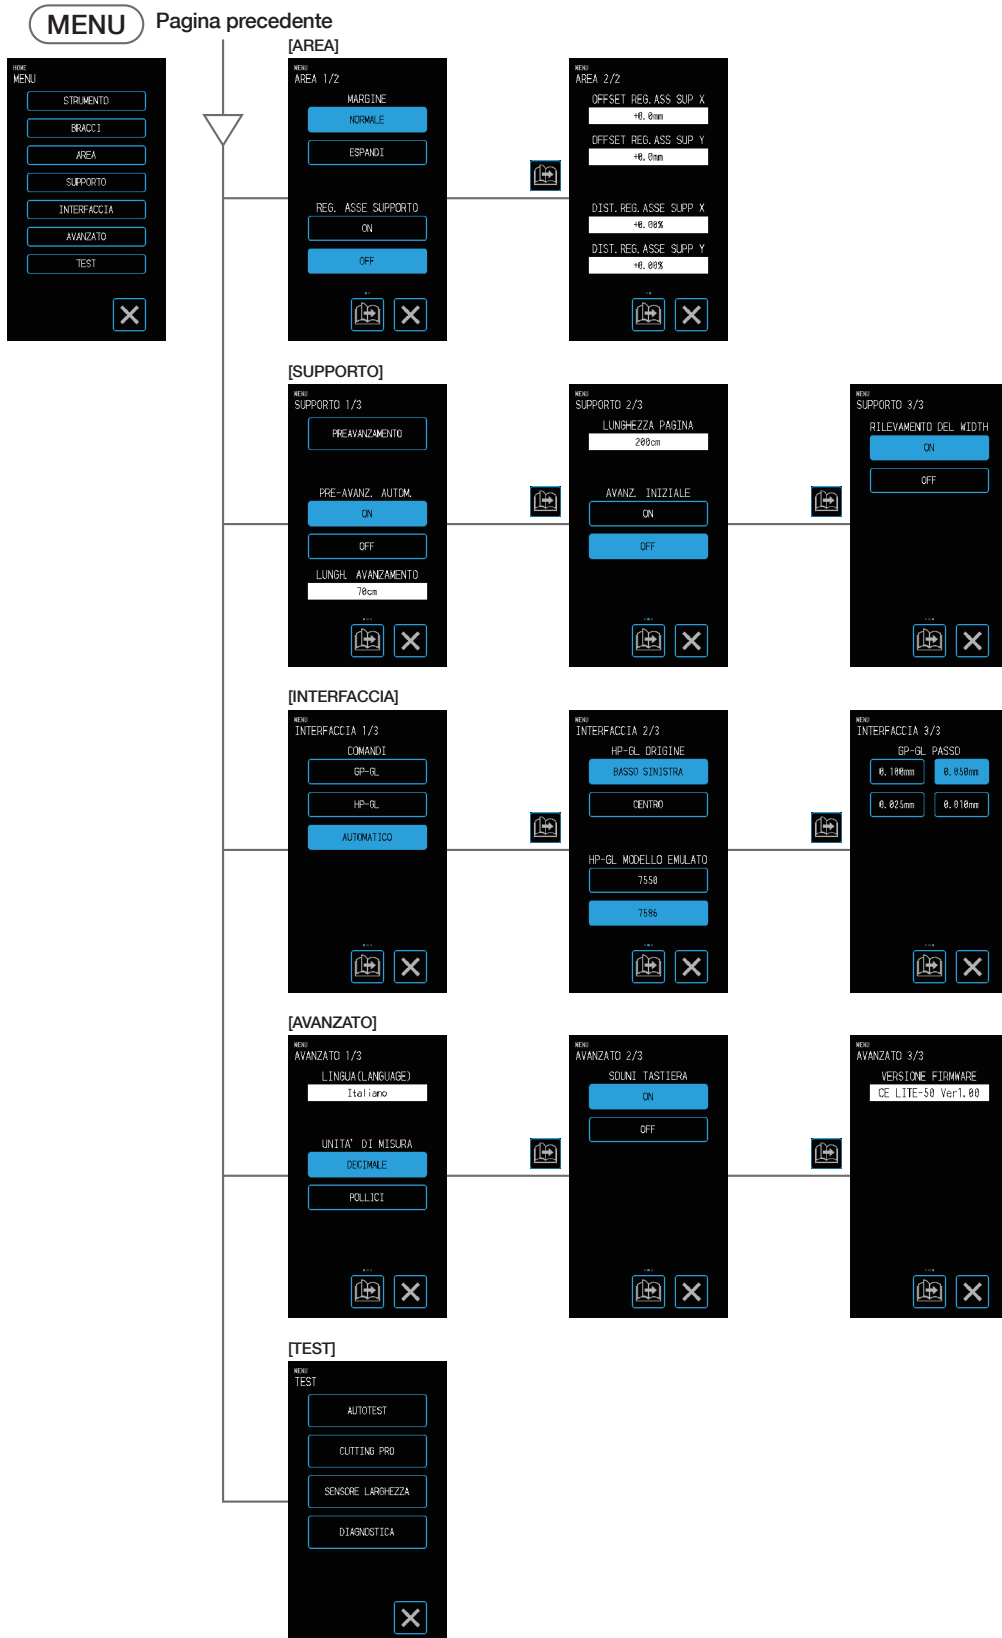 MENU
Pagina precedente
HOME
MENU
STRUMENTO
BRACCI
AREA
SUPPORTO
INTERFACCIA
AVANZATO
TEST
[AREA]
MENU
AREA 1/2
MARGINE
NORMALE
ESPANDI
REG. ASSE SUPPORTO
ON
OFF
MENU
AREA 2/2
OFFSET REG.ASS SUP X
+0.0mm
OFFSET REG.ASS SUP Y
+0.0mm
DIST.REG.ASSE SUPP X
+0.00%
DIST.REG.ASSE SUPP Y
+0.00%
[SUPPORTO]
MENU
SUPPORTO 1/3
PREAVANZAMENTO
PRE-AVANZ. AUTOM.
ON
OFF
LUNGH. AVANZAMENTO
70cm
MENU
SUPPORTO 2/3
LUNGHEZZA PAGINA
200cm
AVANZ. INIZIALE
ON
OFF
MENU
SUPPORTO 3/3
RILEVAMENTO DEL WIDTH
ON
OFF
[INTERFACCIA]
MENU
INTERFACCIA 1/3
COMANDI
GP-GL
HP-GL
AUTOMATICO
MENU
INTERFACCIA 2/3
HP-GL ORIGINE
BASSO SINISTRA
CENTRO
HP-GL MODELLO EMULATO
7550
7586
MENU
INTERFACCIA 3/3
GP-GL PASSO
0.100mm
0.050mm
0.025mm
0.010mm
[AVANZATO]
MENU
AVANZATO 1/3
LINGUA(LANGUAGE)
Italiano
UNITA' DI MISURA
DECIMALE
POLLICI
MENU
AVANZATO 2/3
SOUNI TASTIERA
ON
OFF
MENU
AVANZATO 3/3
VERSIONE FIRMWARE
CE LITE-50 Ver1.00
[TEST]
MENU
TEST
AUTOTEST
CUTTING PRO
SENSORE LARGHEZZA
DIAGNOSTICA